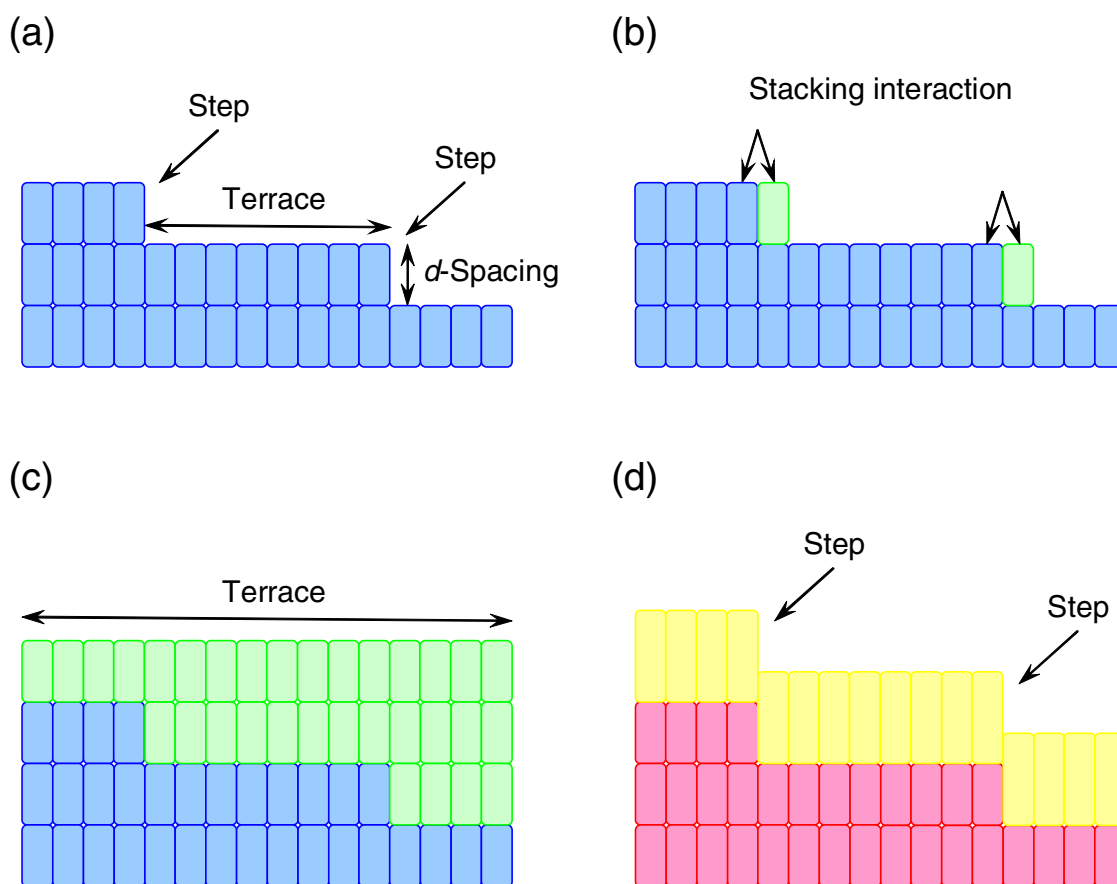 (a)
Step
Step
Terrace
d-Spacing
(b)
Stacking interaction
(c)
Terrace
(d)
Step
Step